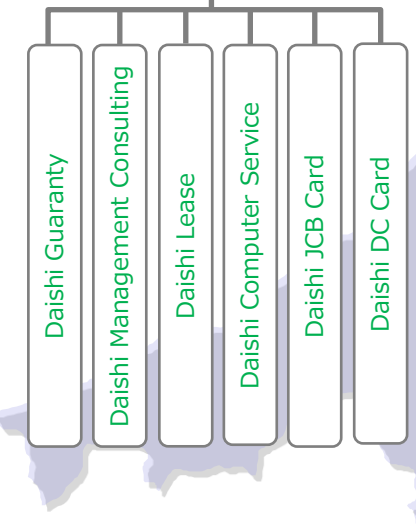 Daishi Guaranty
Daishi Management Consulting
Daishi Lease
Daishi Computer Service
Daishi JCB Card
Daishi DC Card